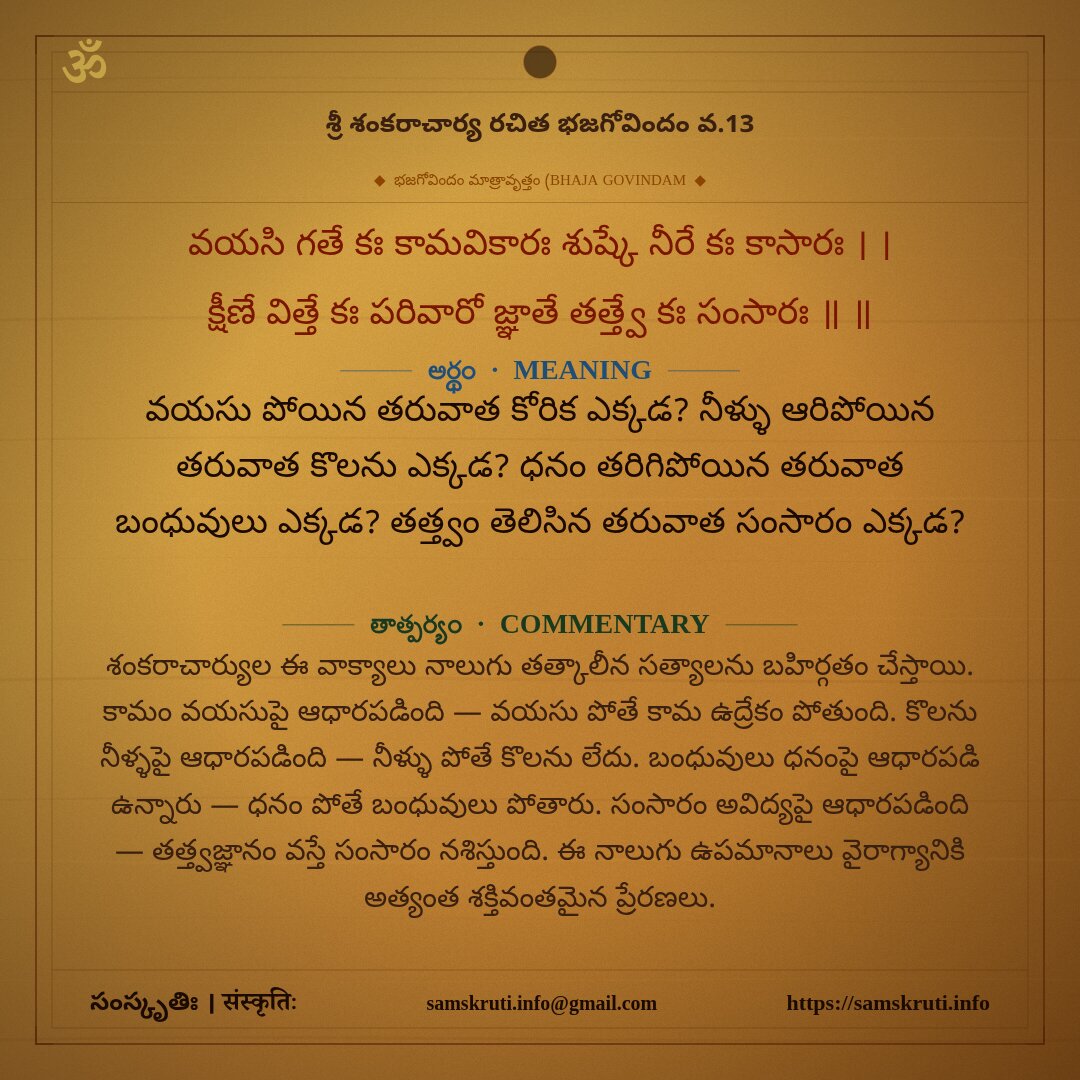 ॐ
శ్రీ శంకరాచార్య రచిత భజగోవిందం వ.13
◆ భజగోవిందం మాత్రావృత్తం (BHAJA GOVINDAM ◆
వయసి గతే కః కామవికారః శుష్కే నీరే కః కాసారః | |
క్షీణే విత్తే కః పరివారో జ్ఞాతే తత్త్వే కః సంసారః ॥ ॥
అర్థం · MEANING
వయసు పోయిన తరువాత కోరిక ఎక్కడ? నీళ్ళు ఆరిపోయిన
తరువాత కొలను ఎక్కడ? ధనం తరిగిపోయిన తరువాత
బంధువులు ఎక్కడ? తత్త్వం తెలిసిన తరువాత సంసారం ఎక్కడ?
తాత్పర్యం · COMMENTARY
శంకరాచార్యుల ఈ వాక్యాలు నాలుగు తత్కాలీన సత్యాలను బహిర్గతం చేస్తాయి.
కామం వయసుపై ఆధారపడింది — వయసు పోతే కామ ఉద్రేకం పోతుంది. కొలను
నీళ్ళపై ఆధారపడింది — నీళ్ళు పోతే కొలను లేదు. బంధువులు ధనంపై ఆధారపడి
ఉన్నారు — ధనం పోతే బంధువులు పోతారు. సంసారం అవిద్యపై ఆధారపడింది
— తత్త్వజ్ఞానం వస్తే సంసారం నశిస్తుంది. ఈ నాలుగు ఉపమానాలు వైరాగ్యానికి
అత్యంత శక్తివంతమైన ప్రేరణలు.
సంస్కృతిః | संस्कृतिः samskruti.info@gmail.com https://samskruti.info